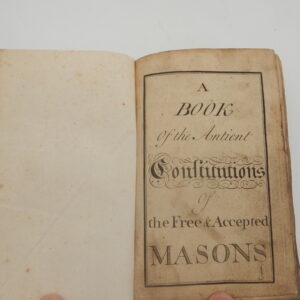 A
BOOK
Of the Antient
Constitutions
of
the Free & Accepted
MASONS